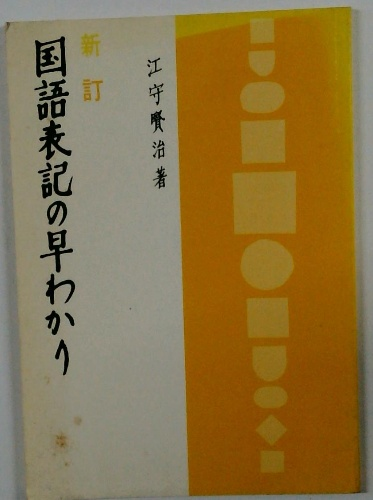 江守賢治著
新訂
国語表記の早わかり